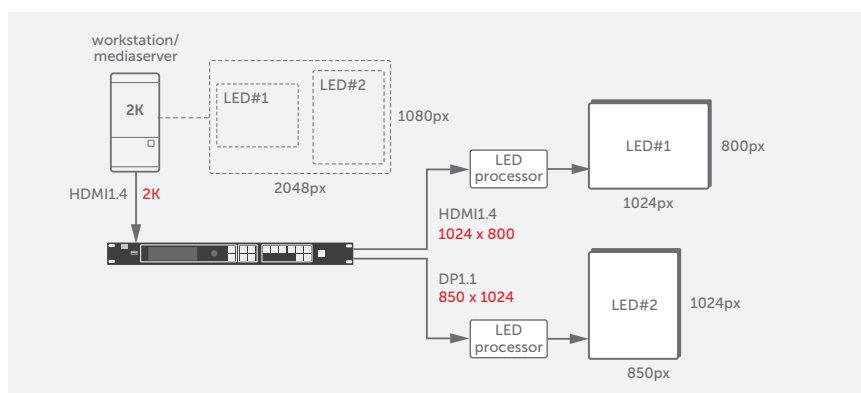 workstation/
mediaserver
2K
LED#1
LED#2
1080px
2048px
HDMI1.4 2K
LED
processor
LED#1
800px
1024px
HDMI1.4
1024 x 800
DP1.1
850 x 1024
LED
processor
LED#2
1024px
850px